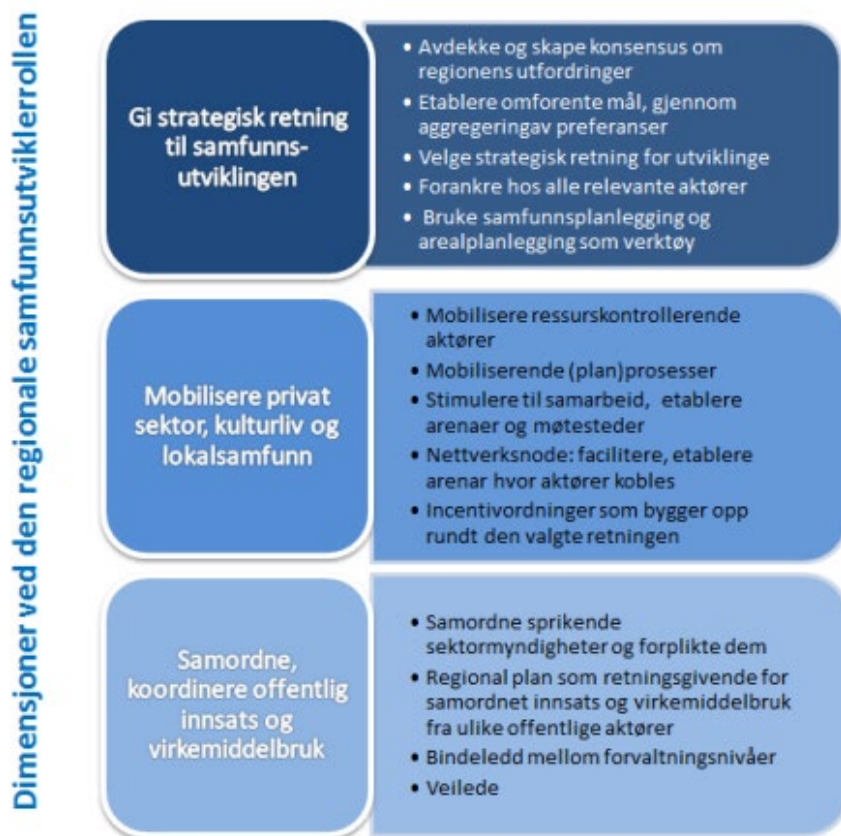 Dimensjoner ved den regionale samfunnsutviklerrollen
Gi strategisk retning
til samfunns-
utviklingen
• Avdekke og skape konsensus om
regionens utfordringer
• Etablere omforente mål, gjennom
aggregeringav preferanser
• Velge strategisk retning for utviklinge
• Forankre hos alle relevante aktører
• Bruke samfunnsplanlegging og
arealplanlegging som verktøy
Mobilisere privat
sektor, kulturliv og
lokalsamfunn
• Mobilisere ressurskontrollerende
aktører
• Mobiliserende (plan)prosesser
• Stimulere til samarbeid, etablere
arenaer og møtesteder
• Nettverksnode: facilitere, etablere
arenar hvor aktører kobles
• Incentivordninger som bygger opp
rundt den valgte retningen
Samordne,
koordinere offentlig
innsats og
virkemiddelbruk
• Samordne sprikende
sektormyndigheter og forplikte dem
• Regional plan som retningsgivende for
samordnet innsats og virkemiddelbruk
fra ulike offentlige aktører
• Bindeledd mellom forvaltningsnivåer
• Veilede